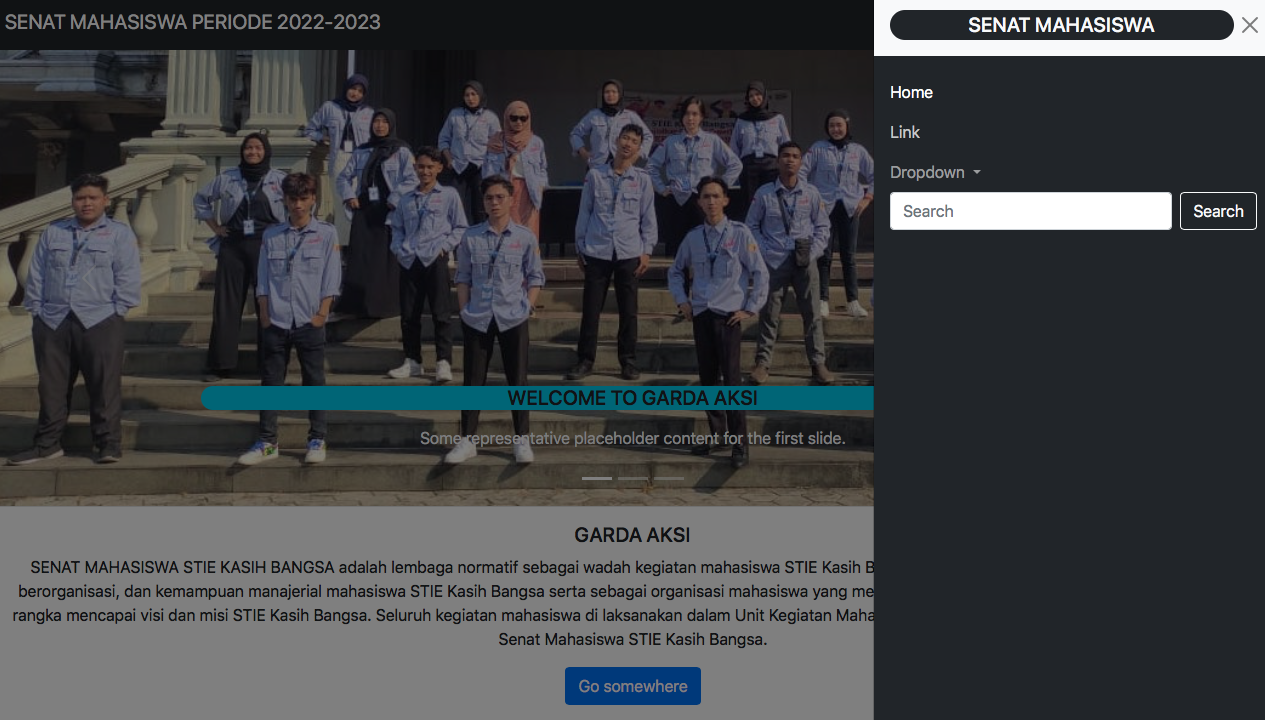 SENAT MAHASISWA PERIODE 2022-2023
SENAT MAHASISWA
Home
Link
Dropdown
Search
Search
STIE Kasih Bangsa
WELCOME TO GARDA AKSI
Some representative placeholder content for the first slide.
GARDA AKSI
SENAT MAHASISWA STIE KASIH BANGSA adalah lembaga normatif sebagai wadah kegiatan mahasiswa STIE Kasih B
berorganisasi, dan kemampuan manajerial mahasiswa STIE Kasih Bangsa serta sebagai organisasi mahasiswa yang me
rangka mencapai visi dan misi STIE Kasih Bangsa. Seluruh kegiatan mahasiswa di laksanakan dalam Unit Kegiatan Maha
Senat Mahasiswa STIE Kasih Bangsa.
Go somewhere